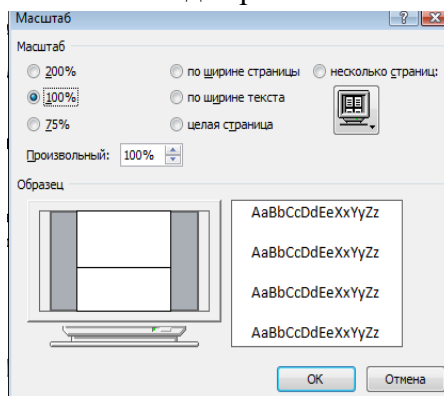 Масштаб
Масштаб
200% по ширине страницы несколько страниц:
100% по ширине текста
75% целая страница
Произвольный: 100%
Образец
AaBbCcDdEeXxYyZz
AaBbCcDdEeXxYyZz
AaBbCcDdEeXxYyZz
AaBbCcDdEeXxYyZz
ОК Отмена